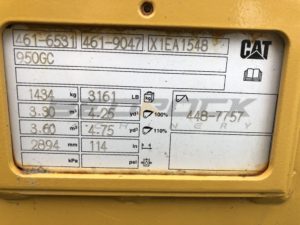 461-6531 461-9047 X1EA1548 CAT
950GC
1434 kg 3161 LB
3.30 m³ 4.25 yd³ 100%
3.60 m³ 4.75 yd³ 110% 448-7757
2894 mm 114 in
kPa psi